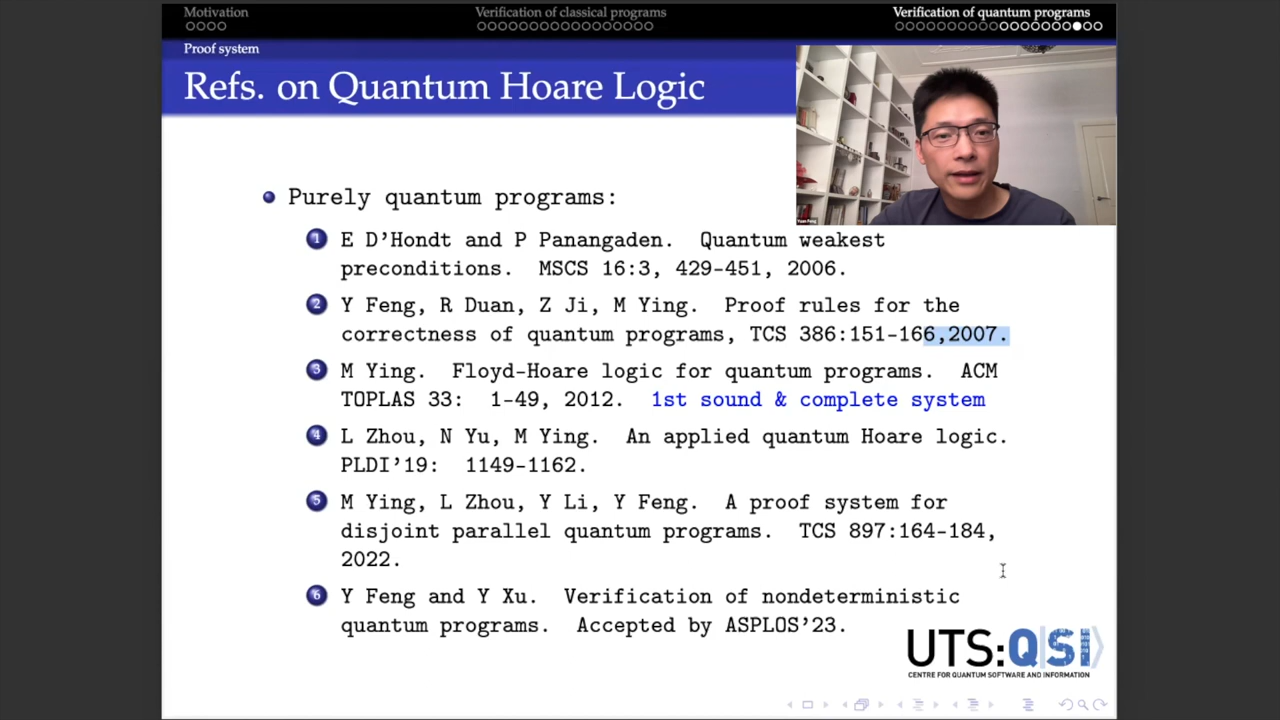 Motivation
Verification of classical programs
Verification of quantum programs
Proof system
Refs. on Quantum Hoare Logic
Yuan Feng
Purely quantum programs:
1 E D'Hondt and P Panangaden. Quantum weakest
preconditions. MSCS 16:3, 429-451, 2006.
2 Y Feng, R Duan, Z Ji, M Ying. Proof rules for the
correctness of quantum programs, TCS 386:151-166,2007.
3 M Ying. Floyd-Hoare logic for quantum programs. ACM
TOPLAS 33: 1-49, 2012. 1st sound & complete system
4 L Zhou, N Yu, M Ying. An applied quantum Hoare logic.
PLDI'19: 1149-1162.
5 M Ying, L Zhou, Y Li, Y Feng. A proof system for
disjoint parallel quantum programs. TCS 897:164-184,
2022.
6 Y Feng and Y Xu. Verification of nondeterministic
quantum programs. Accepted by ASPLOS'23.
UTS:Q|SI⟩
CENTRE FOR QUANTUM SOFTWARE AND INFORMATION